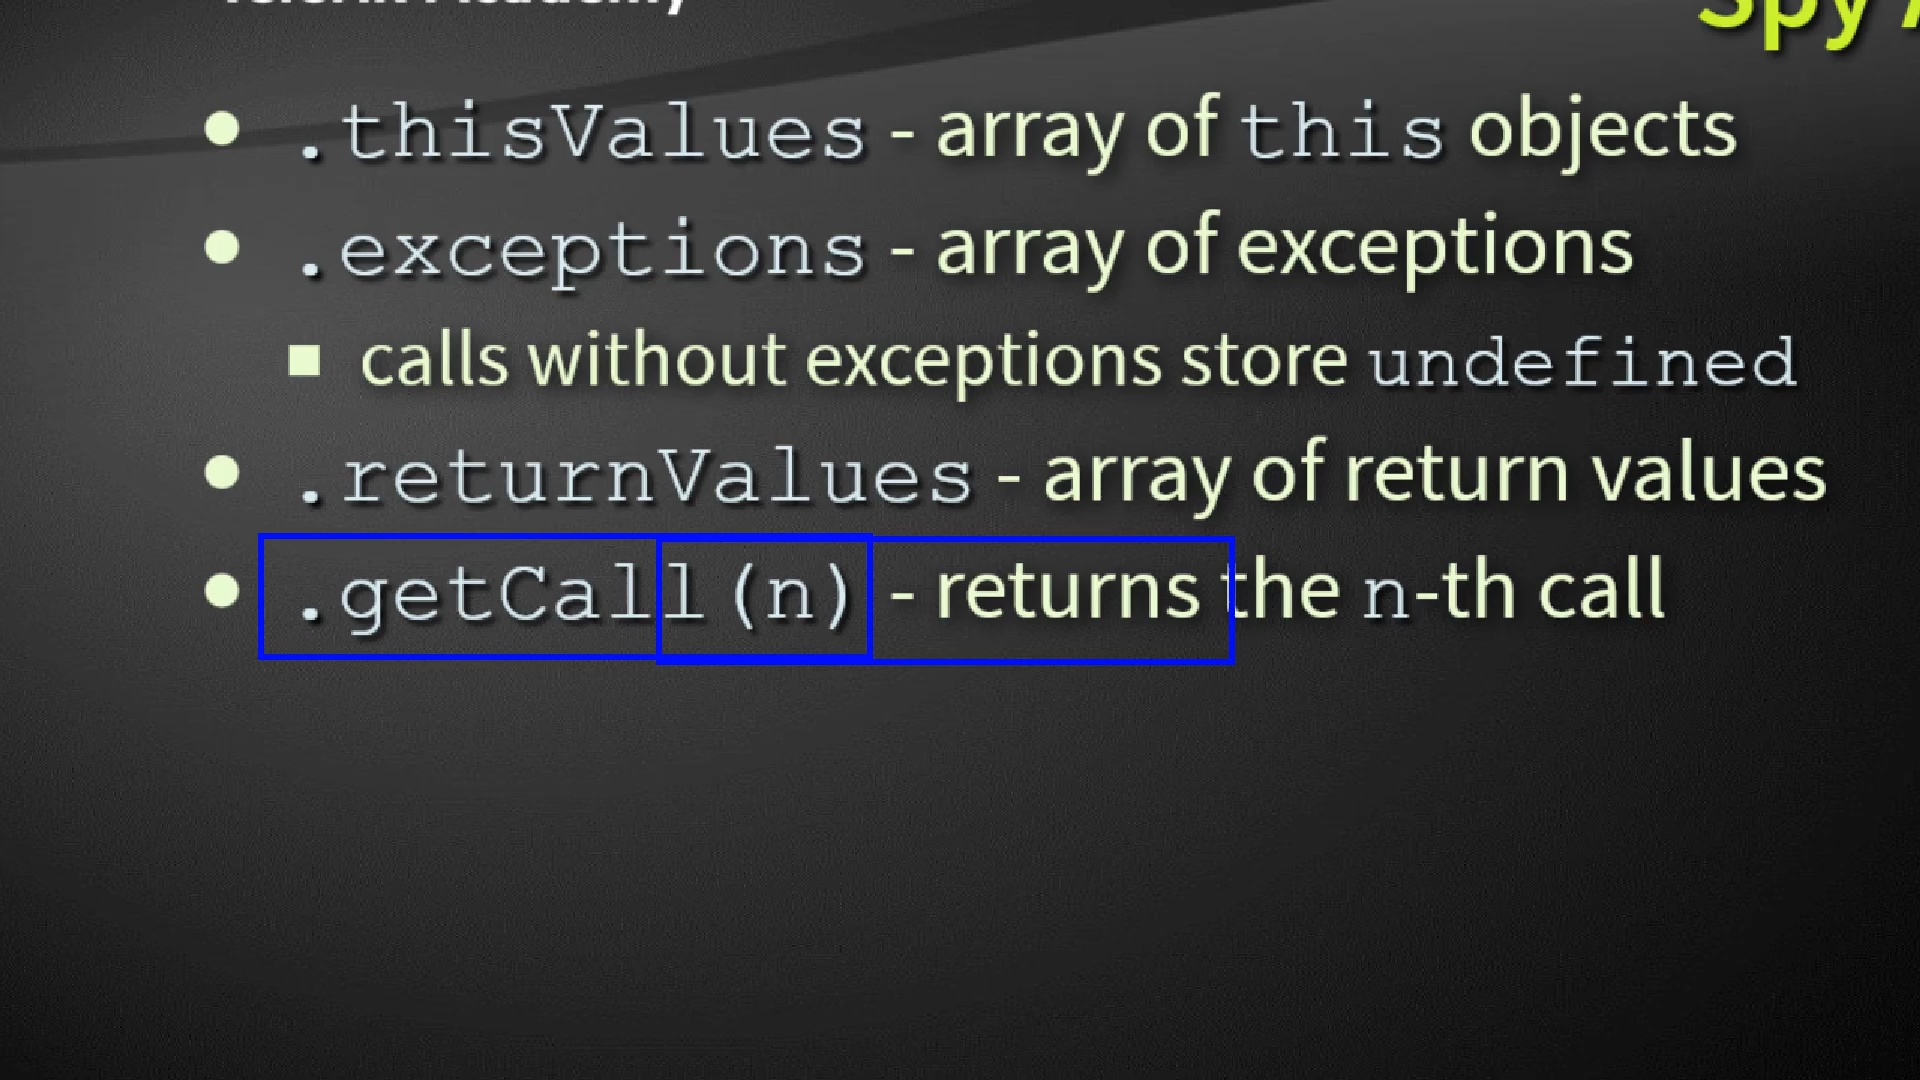 Spy
.thisValues - array of this objects
.exceptions - array of exceptions
calls without exceptions store undefined
.returnValues - array of return values
.getCall(n) - returns the n-th call